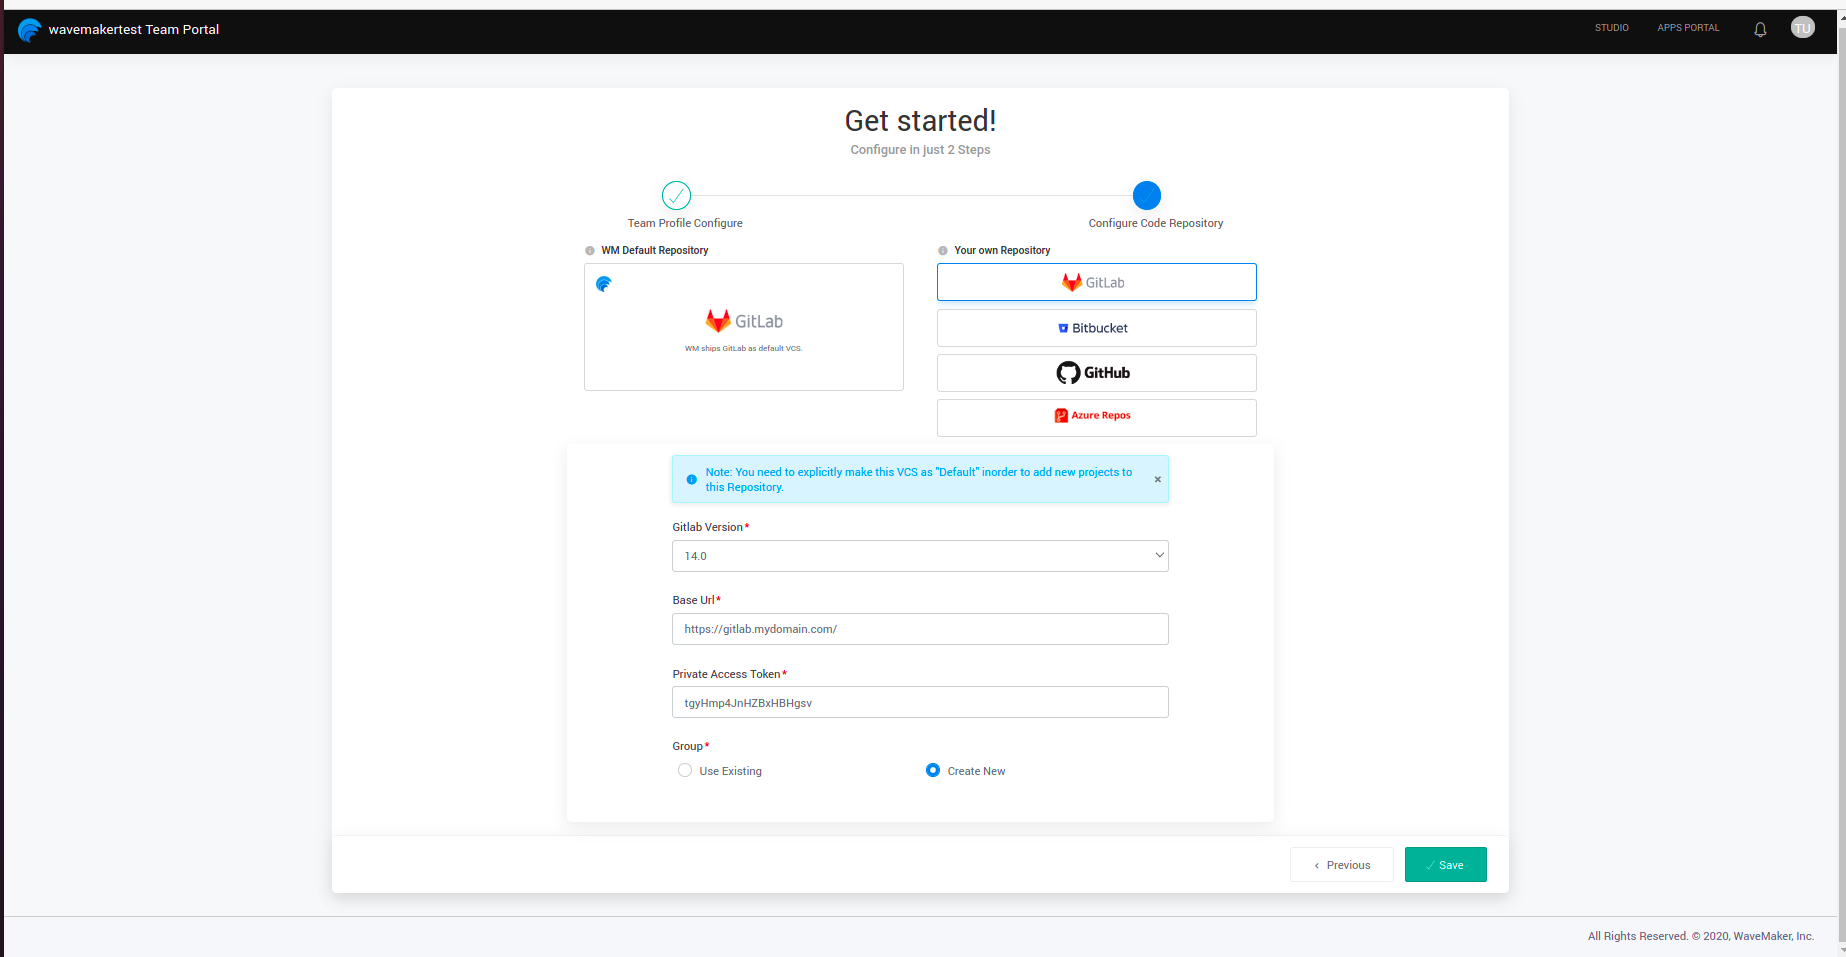 wavemakertest Team Portal
STUDIO
APPS PORTAL
TU
Get started!
Configure in just 2 Steps
Team Profile Configure
Configure Code Repository
WM Default Repository
Your own Repository
GitLab
WM ships GitLab as default VCS.
GitLab
Bitbucket
GitHub
Azure Repos
Note: You need to explicitly make this VCS as "Default" inorder to add new projects to
this Repository.
×
Gitlab Version*
14.0
Base Url*
https://gitlab.mydomain.com/
Private Access Token*
tgyHmp4JnHZBxHBHgsv
Group*
Use Existing
Create New
‹ Previous
✓ Save
All Rights Reserved. © 2020, WaveMaker, Inc.